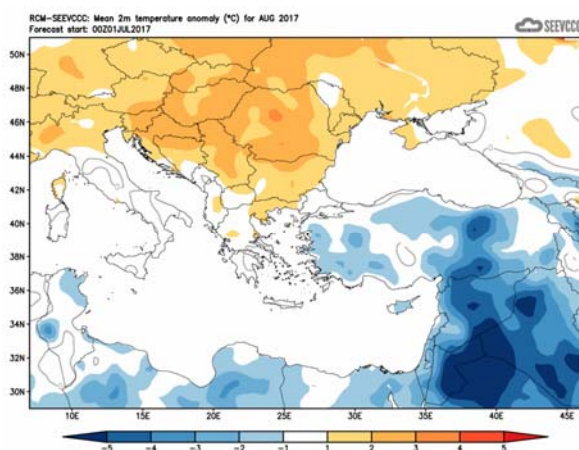 RCM-SEEVCCC: Mean 2m temperature anomaly (°C) for AUG 2017
Forecast start: 00Z01JUL2017
SEEVCCC
50N
48N
46N
44N
42N
40N
38N
36N
34N
32N
30N
10E 15E 20E 25E 30E 35E 40E 45E
-5 -4 -3 -2 -1 1 2 3 4 5